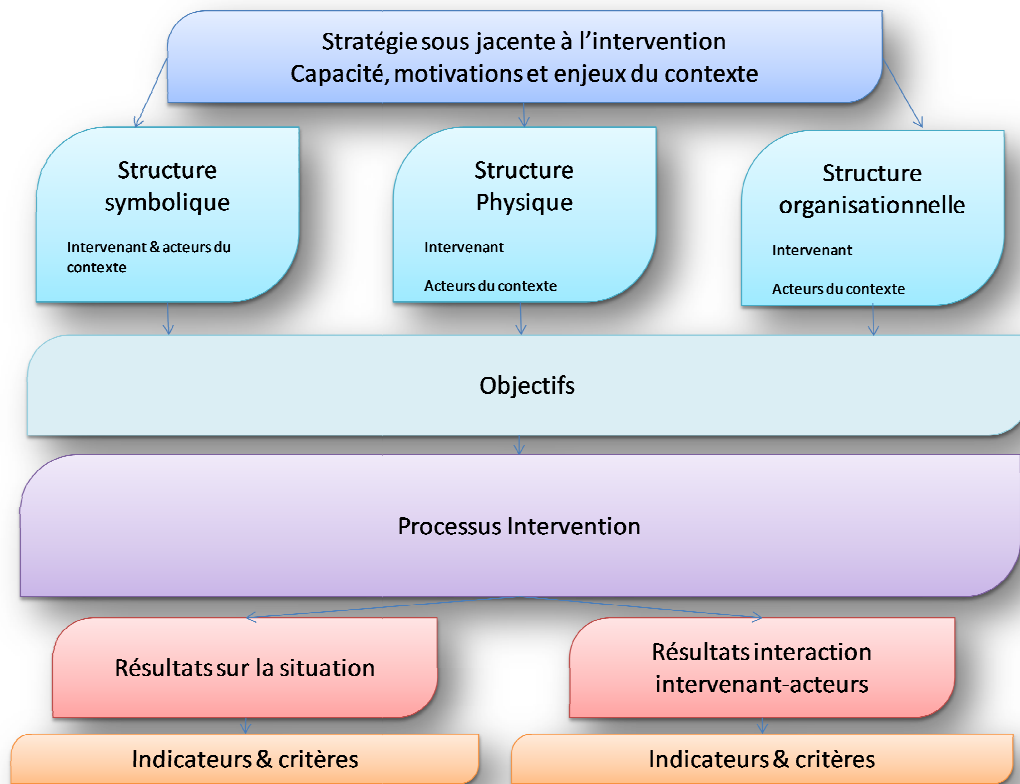 Stratégie sous jacente à l'intervention
Capacité, motivations et enjeux du contexte
Structure
symbolique
Intervenant & acteurs du
contexte
Structure
Physique
Intervenant
Acteurs du contexte
Structure
organisationnelle
Intervenant
Acteurs du contexte
Objectifs
Processus Intervention
Résultats sur la situation
Résultats interaction
intervenant-acteurs
Indicateurs & critères
Indicateurs & critères